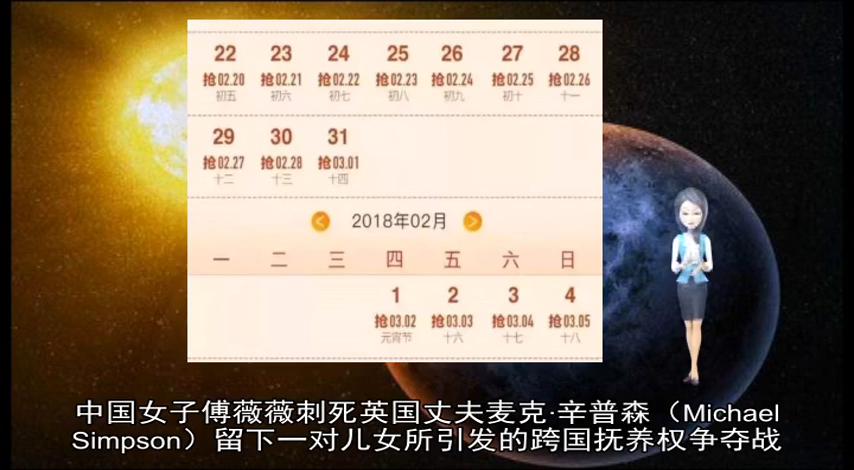 22 23 24 25 26 27 28
抢02.20 抢02.21 抢02.22 抢02.23 抢02.24 抢02.25 抢02.26
初五 初六 初七 初八 初九 初十 十一
29 30 31
抢02.27 抢02.28 抢03.01
十二 十三 十四
< 2018年02月 >
一 二 三 四 五 六 日
1 2 3 4
抢03.02 抢03.03 抢03.04 抢03.05
元宵节 十六 十七 十八
中国女子傅薇薇刺死英国丈夫麦克·辛普森（Michael
Simpson）留下一对儿女所引发的跨国抚养权争夺战